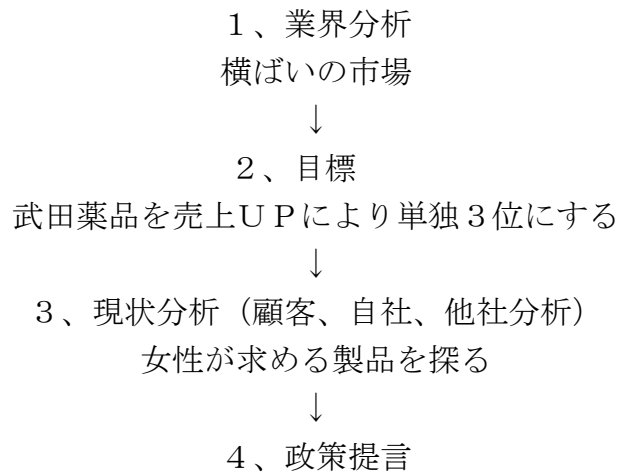 １、業界分析
横ばいの市場
↓
２、目標
武田薬品を売上ＵＰにより単独３位にする
↓
３、現状分析（顧客、自社、他社分析）
女性が求める製品を探る
↓
４、政策提言